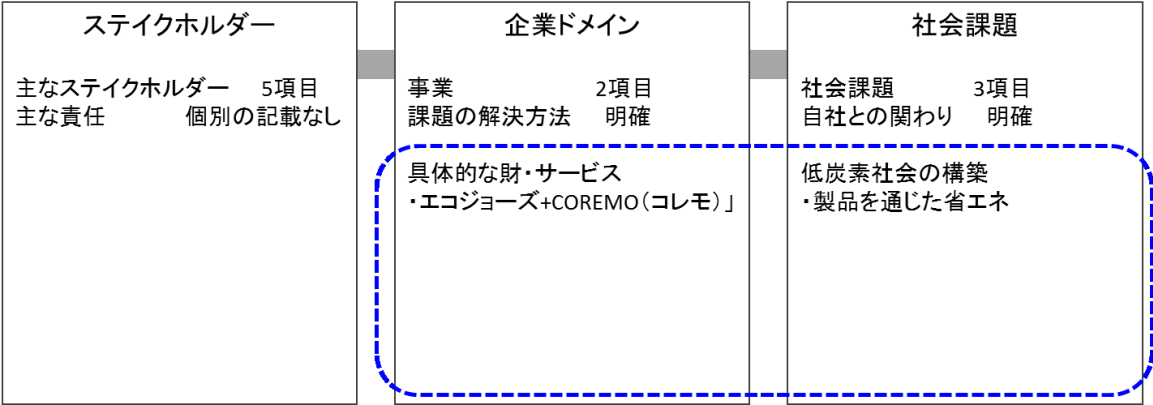 ステイクホルダー
主なステイクホルダー 5項目
主な責任 個別の記載なし
企業ドメイン
事業 2項目
課題の解決方法 明確
具体的な財・サービス
・エコジョーズ+COREMO（コレモ）」
社会課題
社会課題 3項目
自社との関わり 明確
低炭素社会の構築
・製品を通じた省エネ